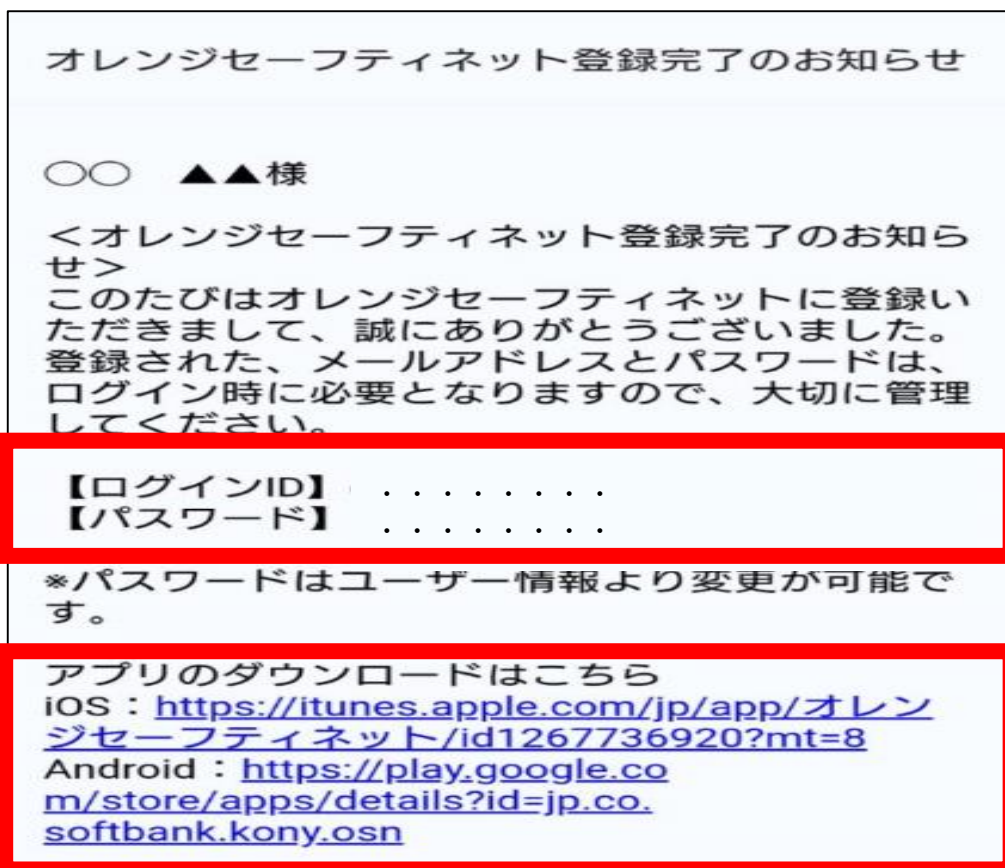 オレンジセーフティネット登録完了のお知らせ
○○　▲▲様
＜オレンジセーフティネット登録完了のお知ら
せ＞
このたびはオレンジセーフティネットに登録い
ただきまして、誠にありがとうございました。
登録された、メールアドレスとパスワードは、
ログイン時に必要となりますので、大切に管理
してください。
【ログインID】　. . . . . . . .
【パスワード】　. . . . . . . .
※パスワードはユーザー情報より変更が可能で
す。
アプリのダウンロードはこちら
iOS：https://itunes.apple.com/jp/app/オレン
ジセーフティネット/id1267736920?mt=8
Android：https://play.google.co
m/store/apps/details?id=jp.co.
softbank.kony.osn